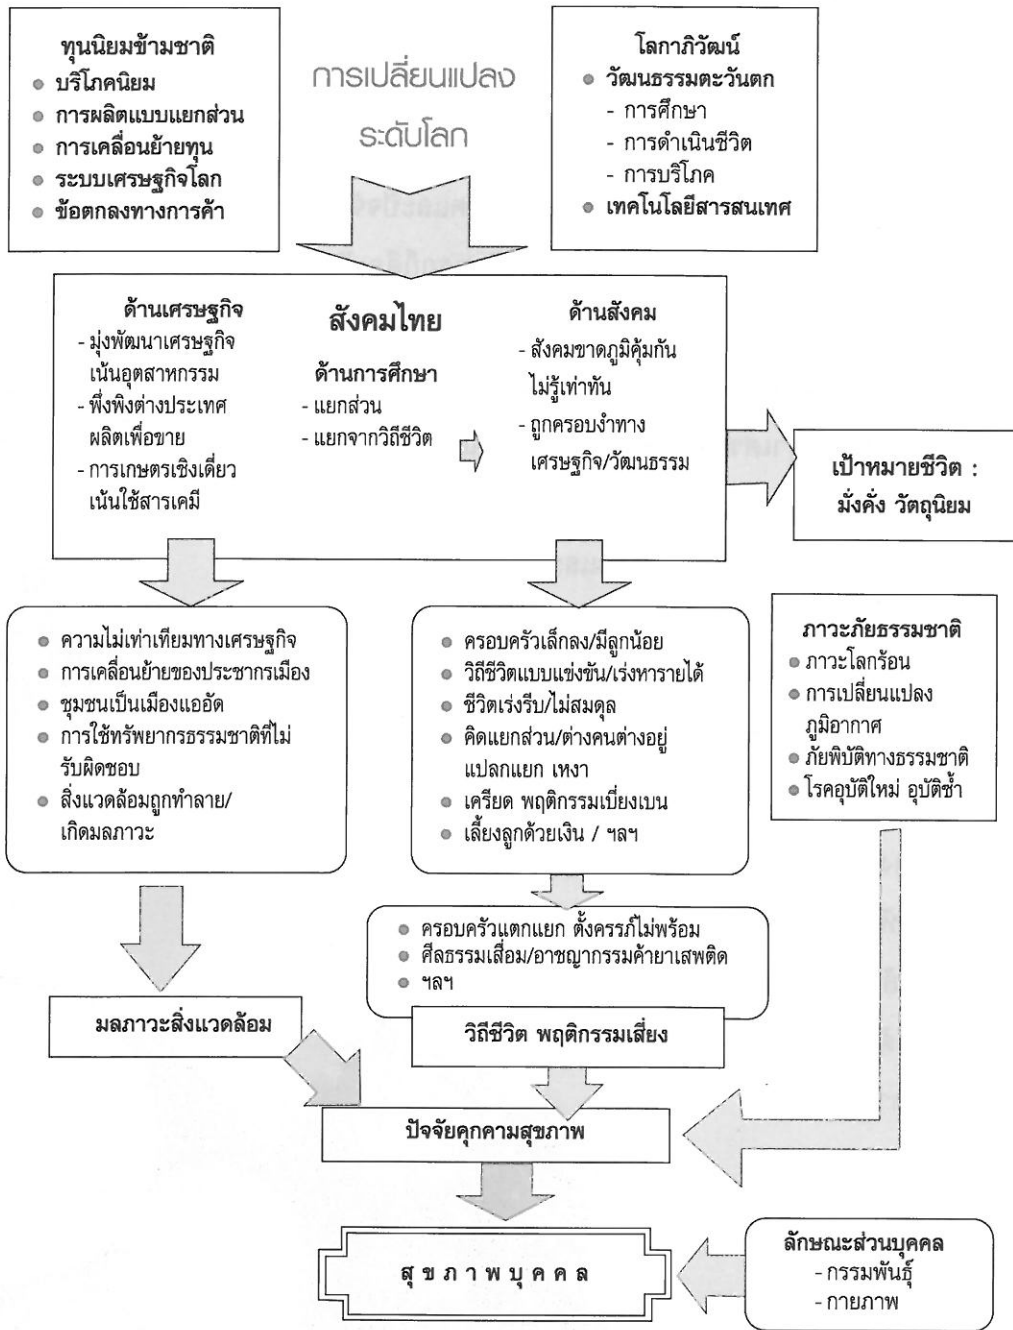 ทุนนิยมข้ามชาติ
บริโภคนิยม
การผลิตแบบแยกส่วน
การเคลื่อนย้ายทุน
ระบบเศรษฐกิจโลก
ข้อตกลงทางการค้า
การเปลี่ยนแปลง
ระดับโลก
โลกาภิวัฒน์
วัฒนธรรมตะวันตก
- การศึกษา
- การดำเนินชีวิต
- การบริโภค
เทคโนโลยีสารสนเทศ
ด้านเศรษฐกิจ
- มุ่งพัฒนาเศรษฐกิจ
เน้นอุตสาหกรรม
- พึ่งพิงต่างประเทศ
ผลิตเพื่อขาย
- การเกษตรเชิงเดี่ยว
เน้นใช้สารเคมี
สังคมไทย
ด้านการศึกษา
- แยกส่วน
- แยกจากวิถีชีวิต
ด้านสังคม
- สังคมขาดภูมิคุ้มกัน
ไม่รู้เท่าทัน
- ถูกครอบงำทาง
เศรษฐกิจ/วัฒนธรรม
เป้าหมายชีวิต :
มั่งคั่ง วัตถุนิยม
ความไม่เท่าเทียมทางเศรษฐกิจ
การเคลื่อนย้ายของประชากรเมือง
ชุมชนเป็นเมืองแออัด
การใช้ทรัพยากรธรรมชาติที่ไม่
รับผิดชอบ
สิ่งแวดล้อมถูกทำลาย/
เกิดมลภาวะ
ครอบครัวเล็กลง/มีลูกน้อย
วิถีชีวิตแบบแข่งขัน/เร่งหารายได้
ชีวิตเร่งรีบ/ไม่สมดุล
คิดแยกส่วน/ต่างคนต่างอยู่
แปลกแยก เหงา
เครียด พฤติกรรมเบี่ยงเบน
เลี้ยงลูกด้วยเงิน / ฯลฯ
ภาวะภัยธรรมชาติ
ภาวะโลกร้อน
การเปลี่ยนแปลง
ภูมิอากาศ
ภัยพิบัติทางธรรมชาติ
โรคอุบัติใหม่ อุบัติซ้ำ
ครอบครัวแตกแยก ตั้งครรภ์ไม่พร้อม
ศีลธรรมเสื่อม/อาชญากรรมค้ายาเสพติด
ฯลฯ
มลภาวะสิ่งแวดล้อม
วิถีชีวิต พฤติกรรมเสี่ยง
ปัจจัยคุกคามสุขภาพ
สุขภาพบุคคล
ลักษณะส่วนบุคคล
- กรรมพันธุ์
- กายภาพ